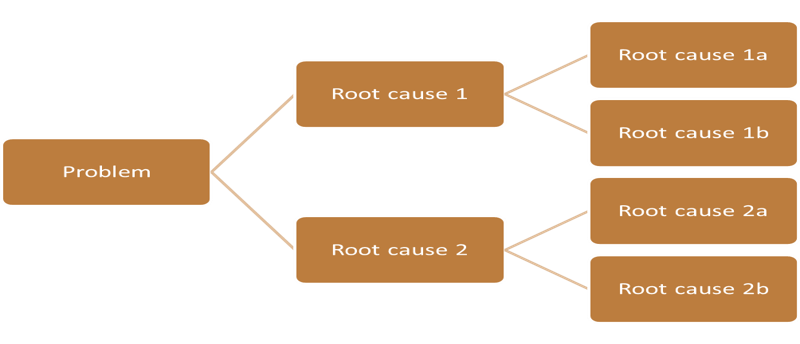 Problem
Root cause 1
Root cause 1a
Root cause 1b
Root cause 2
Root cause 2a
Root cause 2b